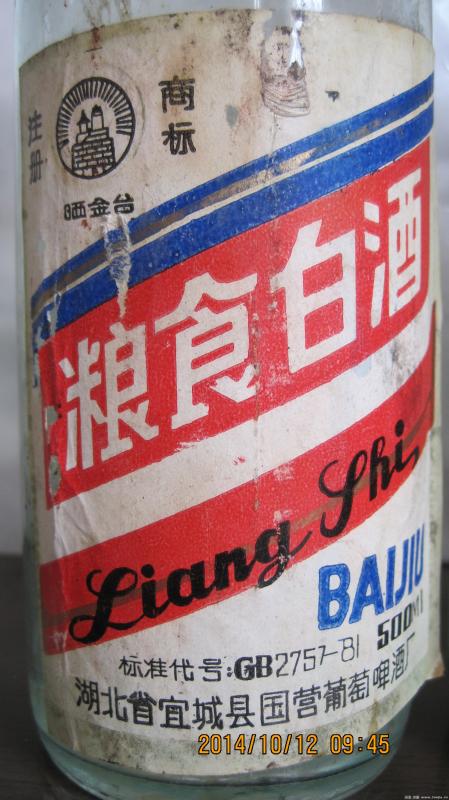 注册
商标
晒金台
粮食白酒
Liang Shi
BAIJIU
500ml
标准代号:GB2757-81
湖北省宜城县国营葡萄啤酒厂
2014/10/12 09:45